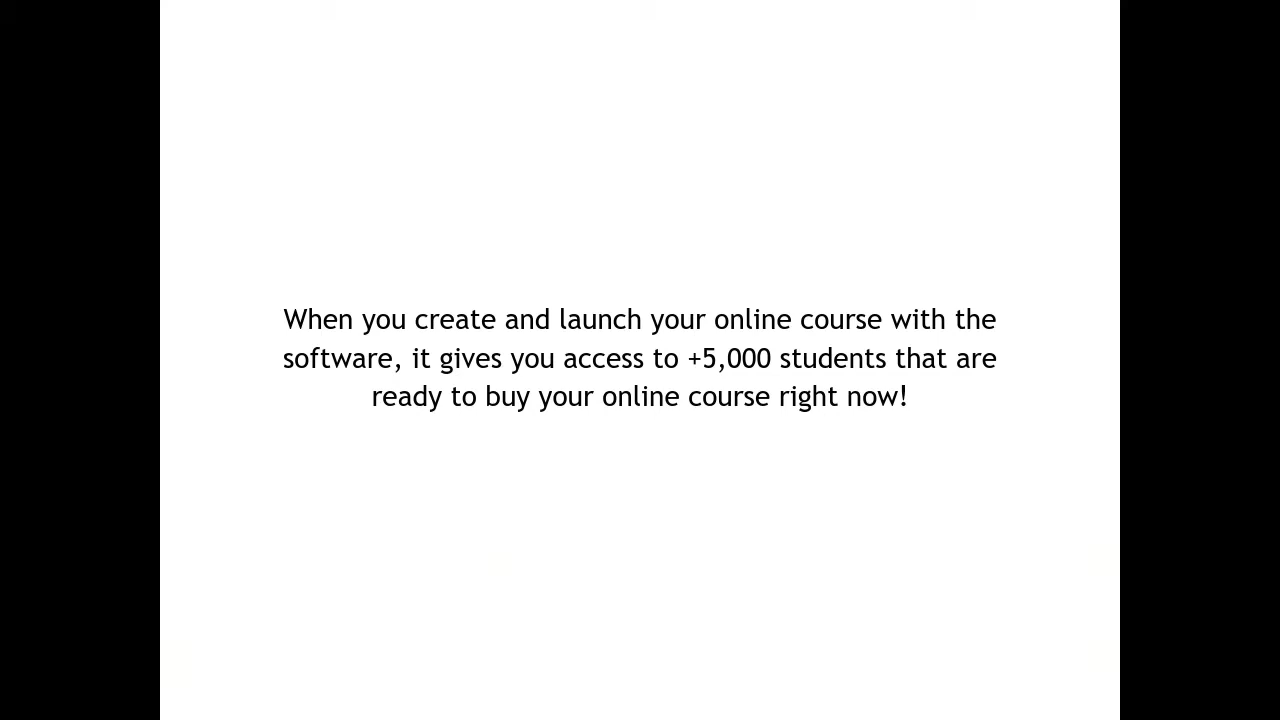 When you create and launch your online course with the
software, it gives you access to +5,000 students that are
ready to buy your online course right now!